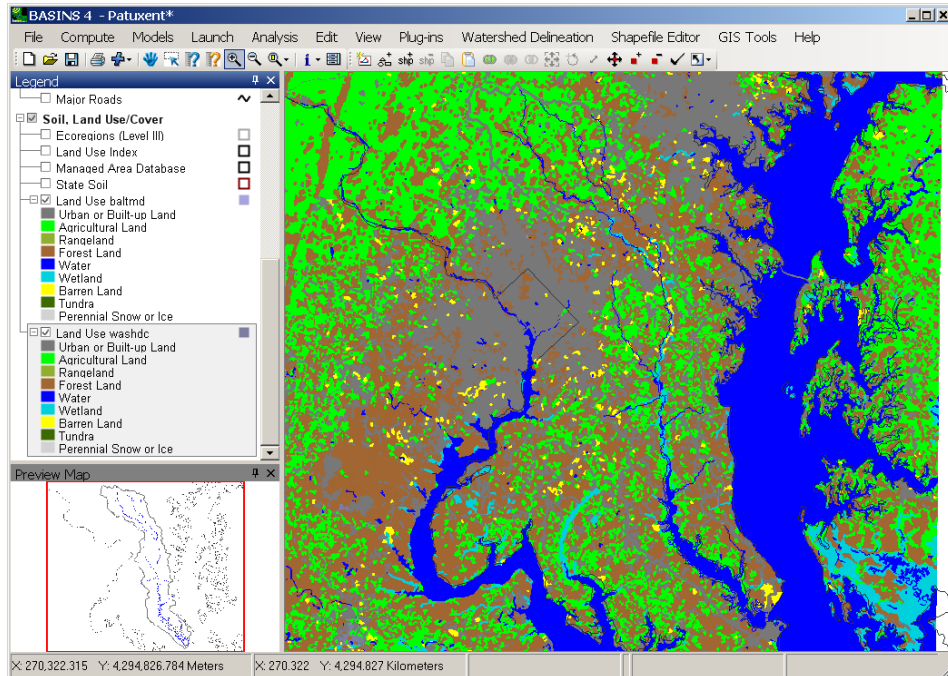 BASINS 4 - Patuxent*
File Compute Models Launch Analysis Edit View Plug-ins Watershed Delineation Shapefile Editor GIS Tools Help
shp shp
Legend
Major Roads
Soil, Land Use/Cover
Ecoregions (Level III)
Land Use Index
Managed Area Database
State Soil
Land Use baltmd
Urban or Built-up Land
Agricultural Land
Rangeland
Forest Land
Water
Wetland
Barren Land
Tundra
Perennial Snow or Ice
Land Use washdc
Urban or Built-up Land
Agricultural Land
Rangeland
Forest Land
Water
Wetland
Barren Land
Tundra
Perennial Snow or Ice
Preview Map
X: 270,322.315 Y: 4,294,826.784 Meters X: 270.322 Y: 4,294.827 Kilometers